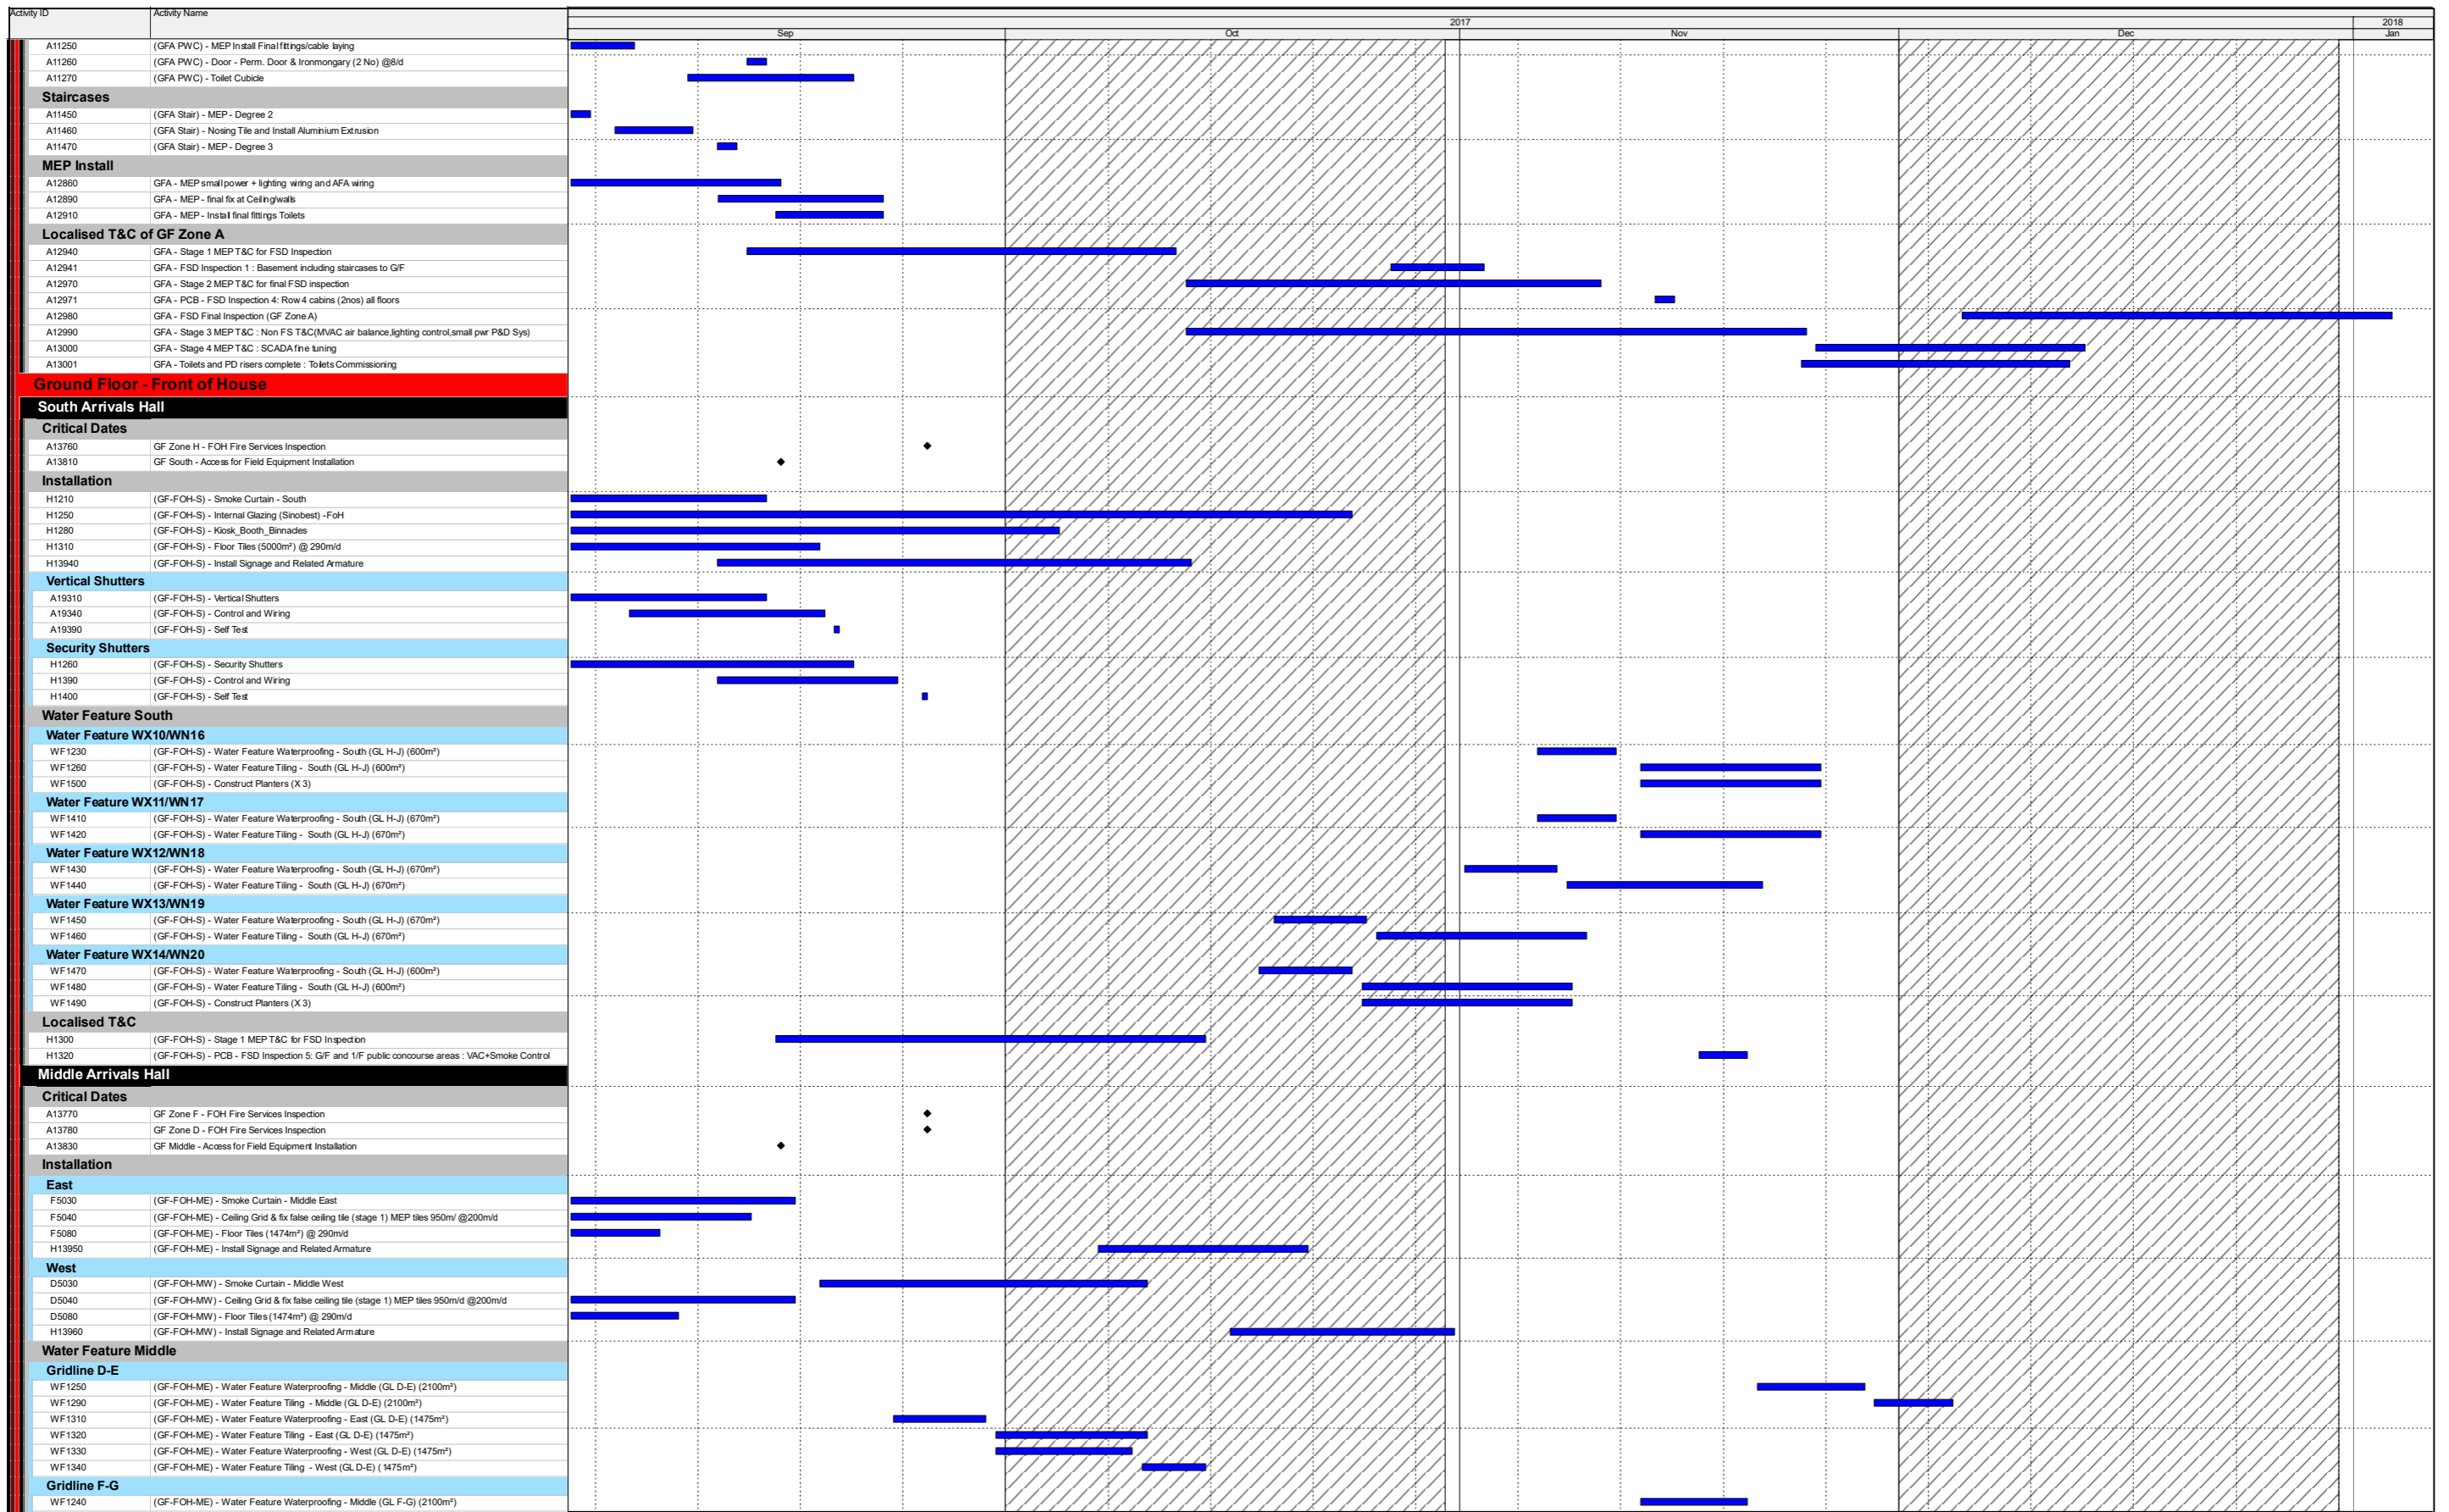 Activity ID Activity Name
2017 2018
Sep Oct Nov Dec Jan
A11250 (GFA PWC) - MEP Install Final fittings/cable laying
A11260 (GFA PWC) - Door - Perm. Door & Ironmongary (2 No) @8/d
A11270 (GFA PWC) - Toilet Cubicle
Staircases
A11450 (GFA Stair) - MEP - Degree 2
A11460 (GFA Stair) - Nosing Tile and Install Aluminium Extrusion
A11470 (GFA Stair) - MEP - Degree 3
MEP Install
A12860 GFA - MEP small power + lighting wiring and AFA wiring
A12890 GFA - MEP - final fix at Ceiling/walls
A12910 GFA - MEP - Install final fittings Toilets
Localised T&C of GF Zone A
A12940 GFA - Stage 1 MEP T&C for FSD Inspection
A12941 GFA - FSD Inspection 1 : Basement including staircases to G/F
A12970 GFA - Stage 2 MEP T&C for final FSD inspection
A12971 GFA - PCB - FSD Inspection 4: Row 4 cabins (2nos) all floors
A12980 GFA - FSD Final Inspection (GF Zone A)
A12990 GFA - Stage 3 MEP T&C : Non FS T&C(MVAC air balance,lighting control,small pwr P&D Sys)
A13000 GFA - Stage 4 MEP T&C : SCADA fine tuning
A13001 GFA - Toilets and PD risers complete : Toilets Commissioning
Ground Floor - Front of House
South Arrivals Hall
Critical Dates
A13760 GF Zone H - FOH Fire Services Inspection
A13810 GF South - Access for Field Equipment Installation
Installation
H1210 (GF-FOH-S) - Smoke Curtain - South
H1250 (GF-FOH-S) - Internal Glazing (Sinobest) -FoH
H1280 (GF-FOH-S) - Kiosk_Booth_Binnacles
H1310 (GF-FOH-S) - Floor Tiles (5000m²) @ 290m/d
H13940 (GF-FOH-S) - Install Signage and Related Armature
Vertical Shutters
A19310 (GF-FOH-S) - Vertical Shutters
A19340 (GF-FOH-S) - Control and Wiring
A19390 (GF-FOH-S) - Self Test
Security Shutters
H1260 (GF-FOH-S) - Security Shutters
H1390 (GF-FOH-S) - Control and Wiring
H1400 (GF-FOH-S) - Self Test
Water Feature South
Water Feature WX10/WN16
WF1230 (GF-FOH-S) - Water Feature Waterproofing - South (GL H-J) (600m²)
WF1260 (GF-FOH-S) - Water Feature Tiling - South (GL H-J) (600m²)
WF1500 (GF-FOH-S) - Construct Planters (X 3)
Water Feature WX11/WN17
WF1410 (GF-FOH-S) - Water Feature Waterproofing - South (GL H-J) (670m²)
WF1420 (GF-FOH-S) - Water Feature Tiling - South (GL H-J) (670m²)
Water Feature WX12/WN18
WF1430 (GF-FOH-S) - Water Feature Waterproofing - South (GL H-J) (670m²)
WF1440 (GF-FOH-S) - Water Feature Tiling - South (GL H-J) (670m²)
Water Feature WX13/WN19
WF1450 (GF-FOH-S) - Water Feature Waterproofing - South (GL H-J) (670m²)
WF1460 (GF-FOH-S) - Water Feature Tiling - South (GL H-J) (670m²)
Water Feature WX14/WN20
WF1470 (GF-FOH-S) - Water Feature Waterproofing - South (GL H-J) (600m²)
WF1480 (GF-FOH-S) - Water Feature Tiling - South (GL H-J) (600m²)
WF1490 (GF-FOH-S) - Construct Planters (X 3)
Localised T&C
H1300 (GF-FOH-S) - Stage 1 MEP T&C for FSD Inspection
H1320 (GF-FOH-S) - PCB - FSD Inspection 5: G/F and 1/F public concourse areas : VAC+Smoke Control
Middle Arrivals Hall
Critical Dates
A13770 GF Zone F - FOH Fire Services Inspection
A13780 GF Zone D - FOH Fire Services Inspection
A13830 GF Middle - Access for Field Equipment Installation
Installation
East
F5030 (GF-FOH-ME) - Smoke Curtain - Middle East
F5040 (GF-FOH-ME) - Ceiling Grid & fix false ceiling tile (stage 1) MEP tiles 950m/ @200m/d
F5080 (GF-FOH-ME) - Floor Tiles (1474m²) @ 290m/d
H13950 (GF-FOH-ME) - Install Signage and Related Armature
West
D5030 (GF-FOH-MW) - Smoke Curtain - Middle West
D5040 (GF-FOH-MW) - Ceiling Grid & fix false ceiling tile (stage 1) MEP tiles 950m/d @200m/d
D5080 (GF-FOH-MW) - Floor Tiles (1474m²) @ 290m/d
H13960 (GF-FOH-MW) - Install Signage and Related Armature
Water Feature Middle
Gridline D-E
WF1250 (GF-FOH-ME) - Water Feature Waterproofing - Middle (GL D-E) (2100m²)
WF1290 (GF-FOH-ME) - Water Feature Tiling - Middle (GL D-E) (2100m²)
WF1310 (GF-FOH-ME) - Water Feature Waterproofing - East (GL D-E) (1475m²)
WF1320 (GF-FOH-ME) - Water Feature Tiling - East (GL D-E) (1475m²)
WF1330 (GF-FOH-ME) - Water Feature Waterproofing - West (GL D-E) (1475m²)
WF1340 (GF-FOH-ME) - Water Feature Tiling - West (GL D-E) (1475m²)
Gridline F-G
WF1240 (GF-FOH-ME) - Water Feature Waterproofing - Middle (GL F-G) (2100m²)